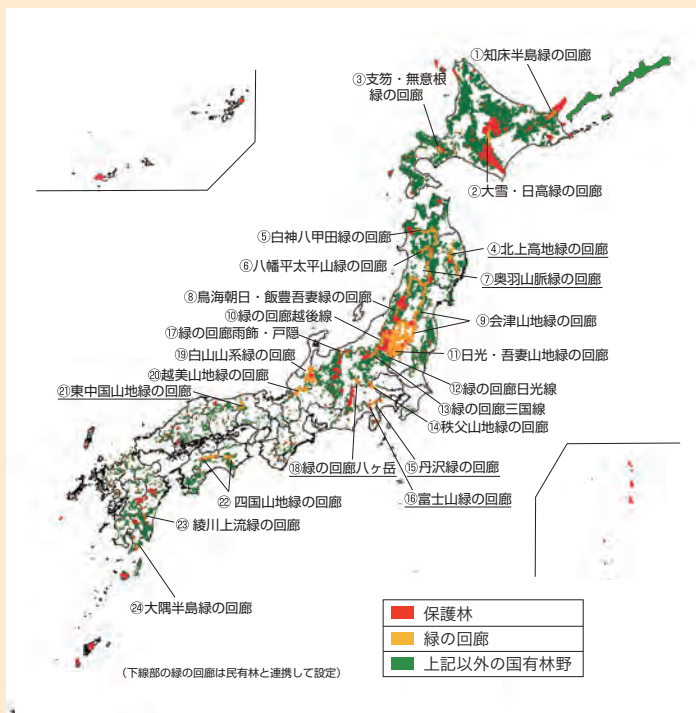 ①知床半島緑の回廊
③支笏・無意根
緑の回廊
②大雪・日高緑の回廊
⑤白神八甲田緑の回廊
④北上高地緑の回廊
⑥八幡平太平山緑の回廊
⑦奥羽山脈緑の回廊
⑧鳥海朝日・飯豊吾妻緑の回廊
⑩緑の回廊越後線
⑨会津山地緑の回廊
⑰緑の回廊雨飾・戸隠
⑲白山山系緑の回廊
⑪日光・吾妻山地緑の回廊
⑳越美山地緑の回廊
㉑東中国山地緑の回廊
⑫緑の回廊日光線
⑬緑の回廊三国線
⑭秩父山地緑の回廊
⑱緑の回廊八ヶ岳
⑮丹沢緑の回廊
⑯富士山緑の回廊
㉒四国山地緑の回廊
㉓綾川上流緑の回廊
㉔大隅半島緑の回廊
保護林
緑の回廊
上記以外の国有林野
(下線部の緑の回廊は民有林と連携して設定)